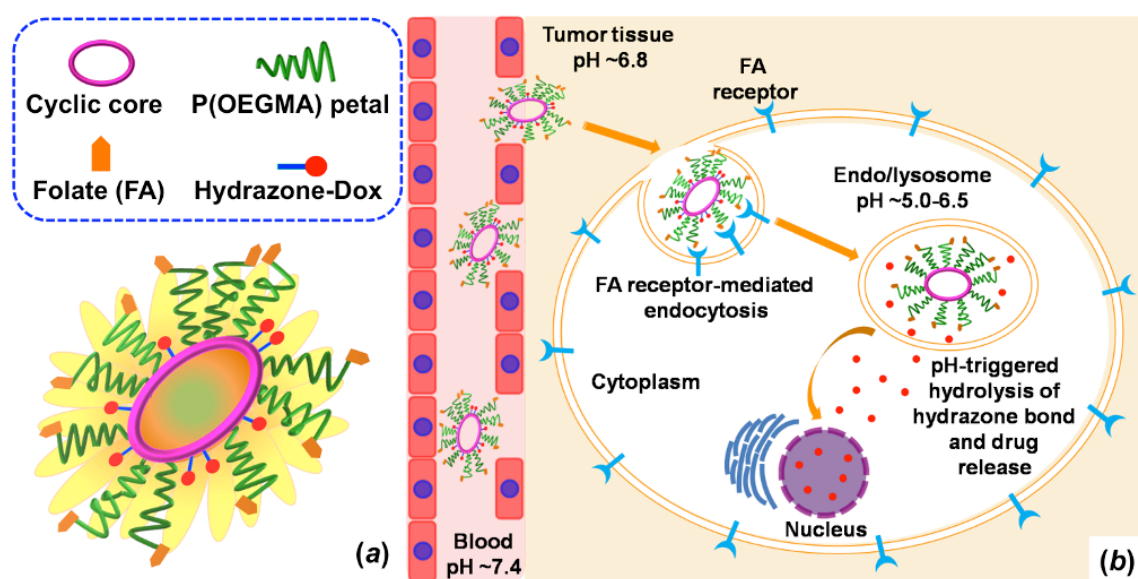 Cyclic core
P(OEGMA) petal
Folate (FA)
Hydrazone-Dox
(a)
Tumor tissue
pH ~6.8
FA
receptor
Endo/lysosome
pH ~5.0-6.5
FA receptor-mediated
endocytosis
Cytoplasm
pH-triggered
hydrolysis of
hydrazone bond
and drug
release
Nucleus
Blood
pH ~7.4
(b)